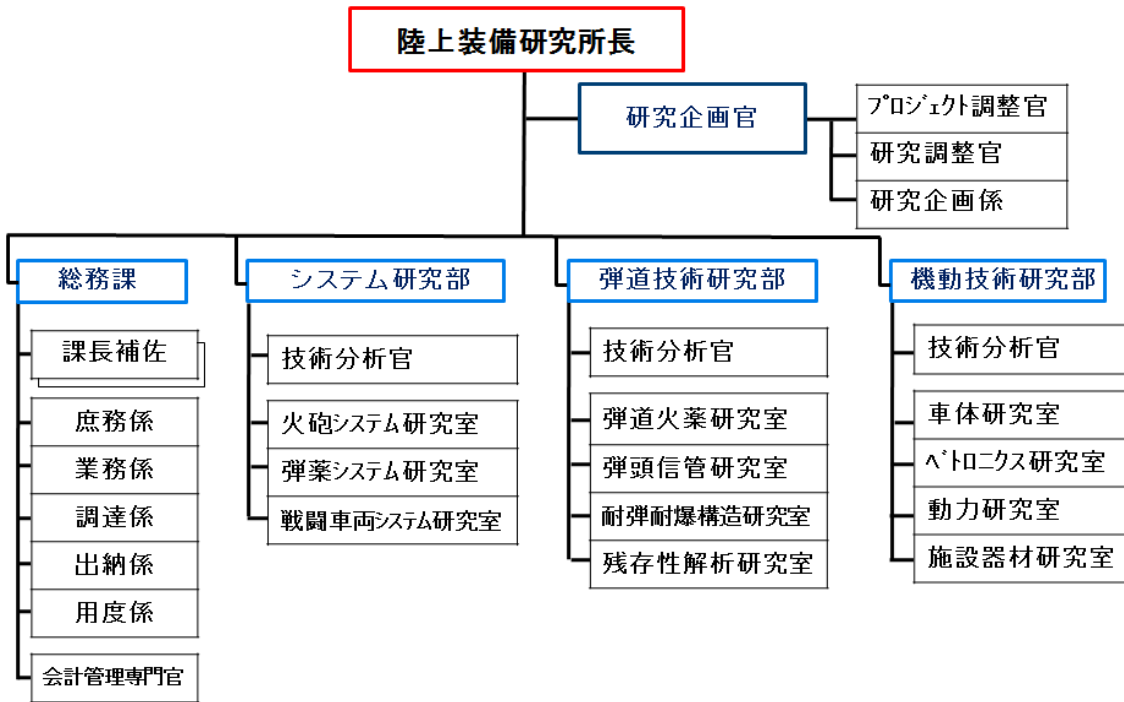 陸上装備研究所長
研究企画官
ﾌﾟﾛｼﾞｪｸﾄ調整官
研究調整官
研究企画係
総務課
課長補佐
庶務係
業務係
調達係
出納係
用度係
会計管理専門官
システム研究部
技術分析官
火砲ｼｽﾃﾑ研究室
弾薬ｼｽﾃﾑ研究室
戦闘車両ｼｽﾃﾑ研究室
弾道技術研究部
技術分析官
弾道火薬研究室
弾頭信管研究室
耐弾耐爆構造研究室
残存性解析研究室
機動技術研究部
技術分析官
車体研究室
ﾍﾞﾄﾛﾆｸｽ研究室
動力研究室
施設器材研究室